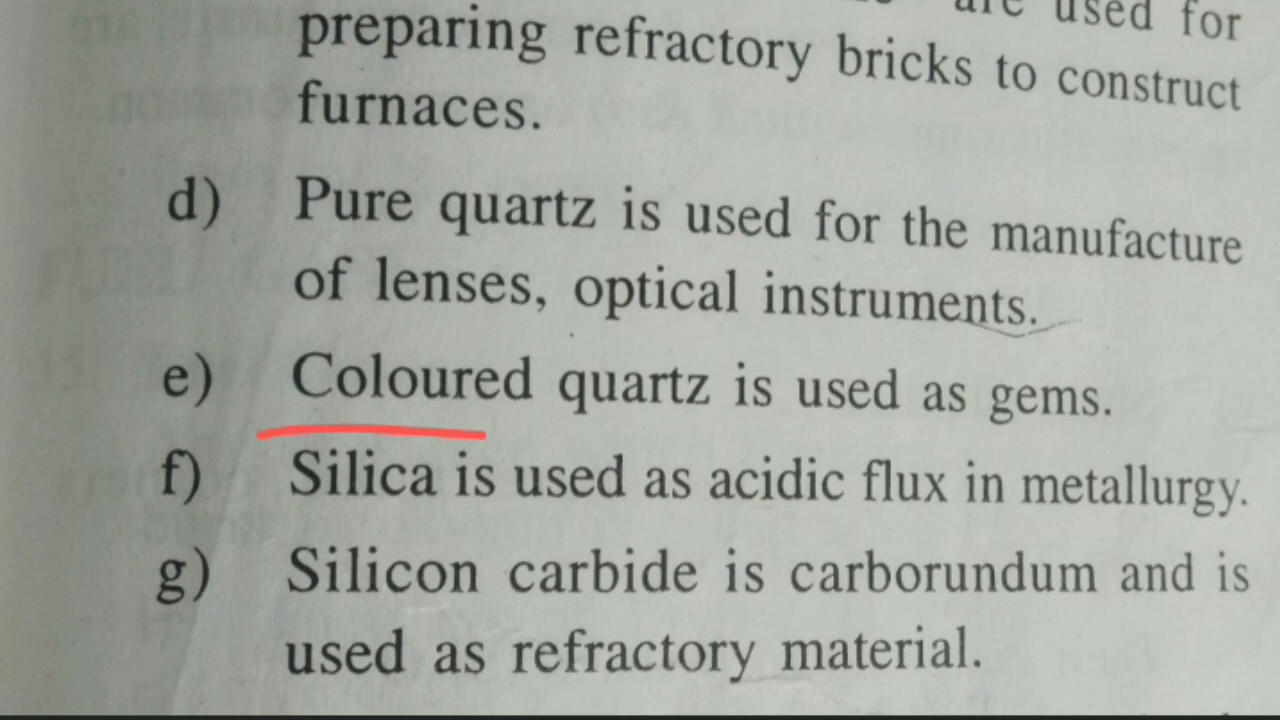 are used for
preparing refractory bricks to construct
furnaces.
d) Pure quartz is used for the manufacture
of lenses, optical instruments.
e) Coloured quartz is used as gems.
f) Silica is used as acidic flux in metallurgy.
g) Silicon carbide is carborundum and is
used as refractory material.